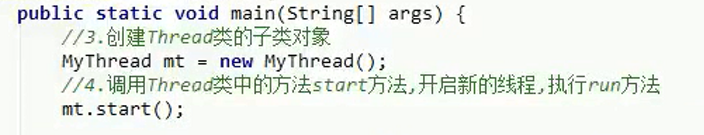 public static void main(String[] args) {
//3.创建Thread类的子类对象
MyThread mt = new MyThread();
//4.调用Thread类中的方法start方法,开启新的线程,执行run方法
mt.start();